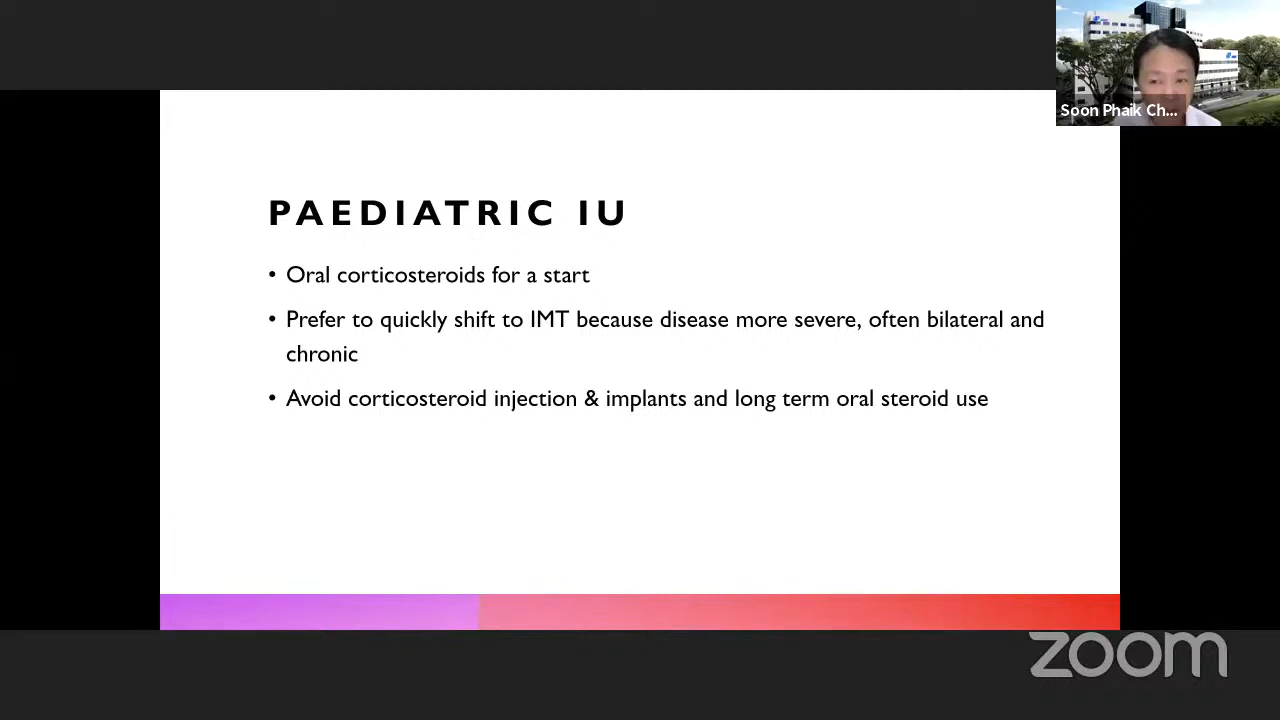 Soon Phaik Ch...
PAEDIATRIC IU
• Oral corticosteroids for a start
• Prefer to quickly shift to IMT because disease more severe, often bilateral and
chronic
• Avoid corticosteroid injection & implants and long term oral steroid use
zoom